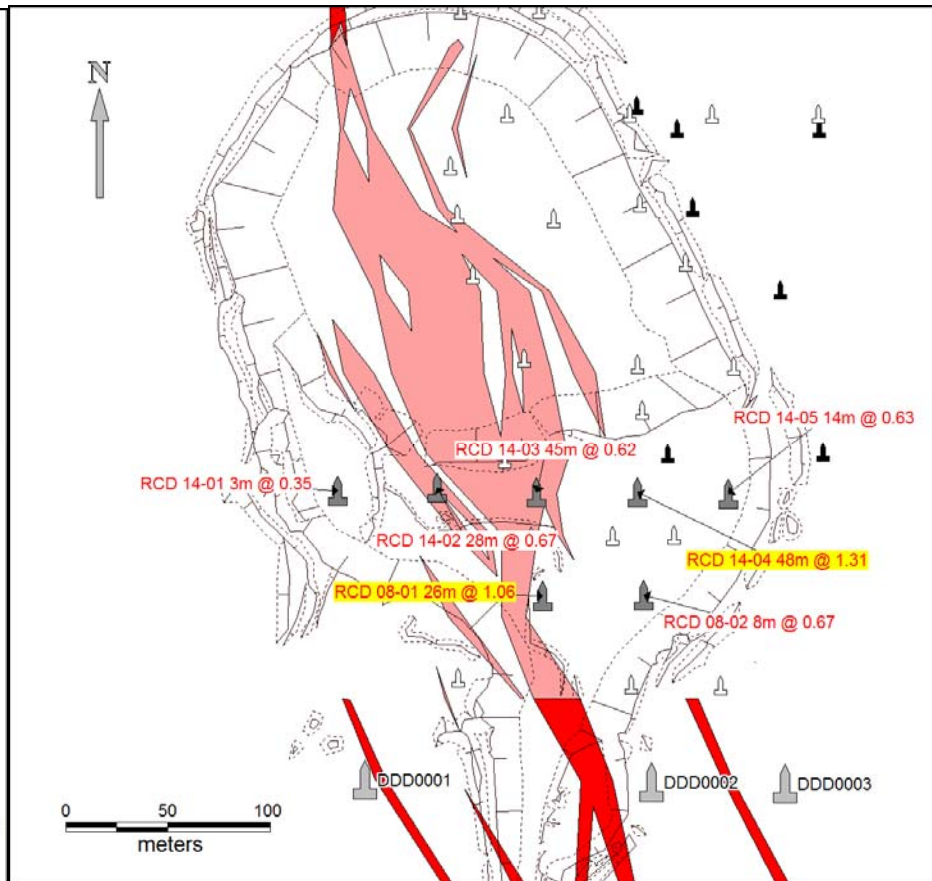 N
RCD 14-05 14m @ 0.63
RCD 14-03 45m @ 0.62
RCD 14-01 3m @ 0.35
RCD 14-02 28m @ 0.67
RCD 14-04 48m @ 1.31
RCD 08-01 26m @ 1.06
RCD 08-02 8m @ 0.67
DDD0001
DDD0002
DDD0003
0 50 100
meters